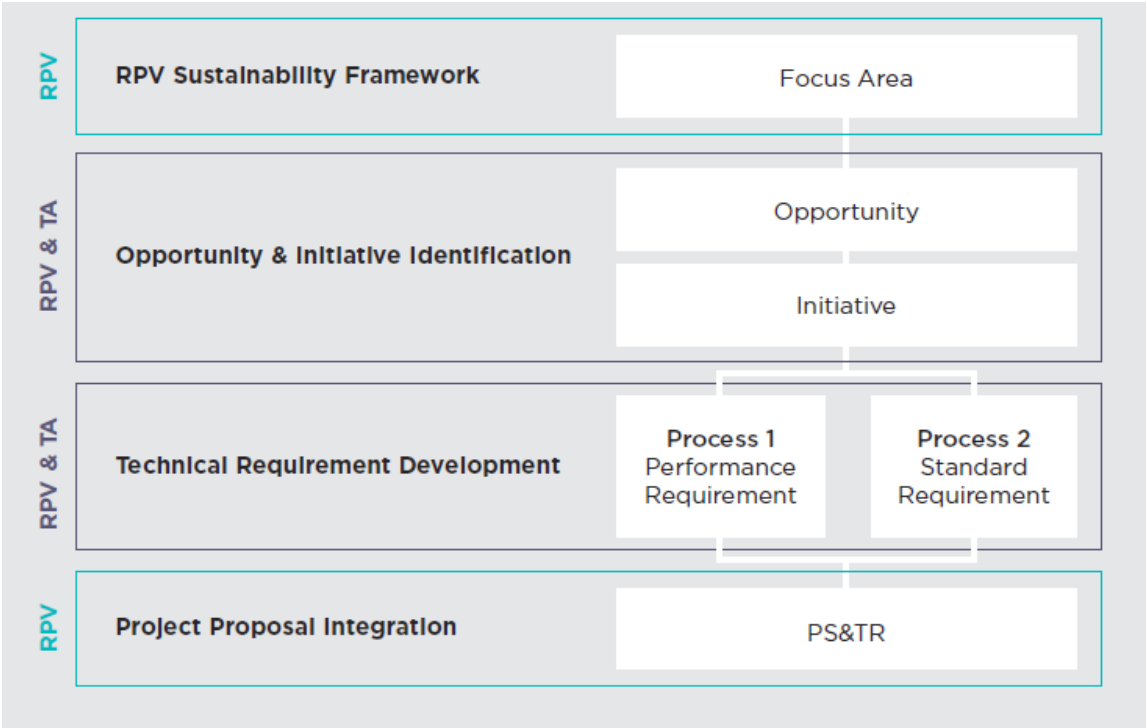 RPV
RPV Sustainability Framework
Focus Area
RPV & TA
Opportunity & Initiative Identification
Opportunity
Initiative
RPV & TA
Technical Requirement Development
Process 1
Performance
Requirement
Process 2
Standard
Requirement
RPV
Project Proposal Integration
PS&TR